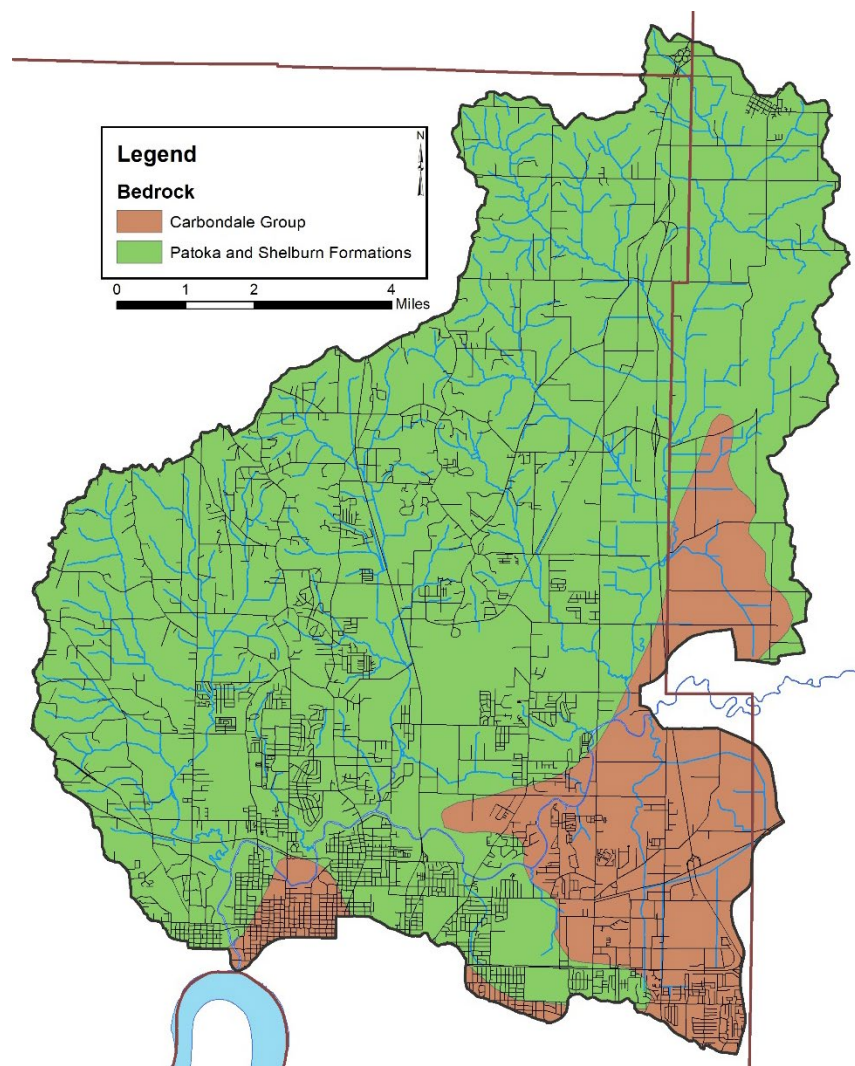 N
Legend
Bedrock
Carbondale Group
Patoka and Shelburn Formations
0 1 2 4
Miles